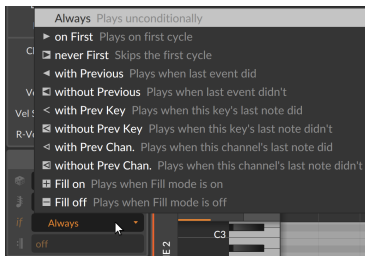 Always Plays unconditionally
on First Plays on first cycle
never First Skips the first cycle
with Previous Plays when last event did
without Previous Plays when last event didn't
with Prev Key Plays when this key's last note did
without Prev Key Plays when this key's last note didn't
with Prev Chan. Plays when this channel's last note did
without Prev Chan. Plays when this channel's last note didn't
Fill on Plays when Fill mode is on
Fill off Plays when Fill mode is off
Vel S
R-Ve
if Always
off
C3